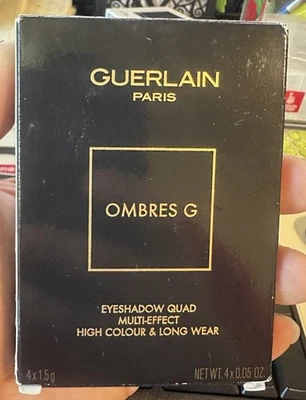 GUERLAIN
PARIS
OMBRES G
EYESHADOW QUAD
MULTI-EFFECT
HIGH COLOUR & LONG WEAR
4 x 1.5g
NET WT. 4 x 0.05 OZ.